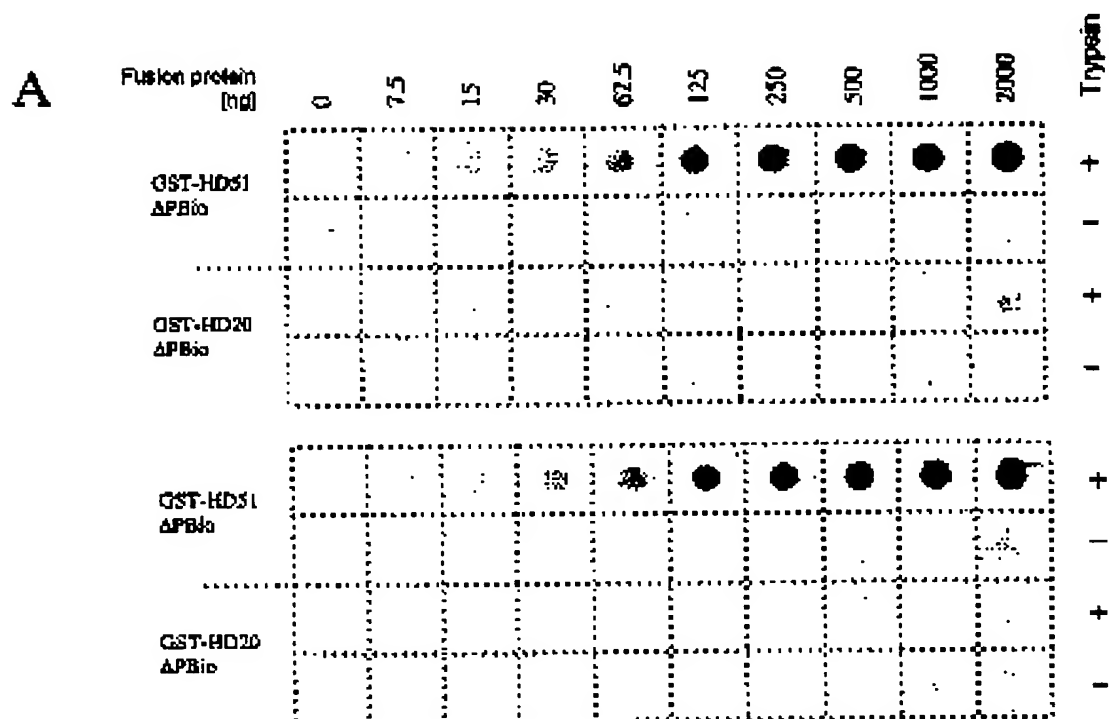 A
Fusion protein
[ng]
0 7.5 15 30 62.5 125 250 500 1000 2000
Trypsin
GST-HD51
ΔPBio
+
-
GST-HD20
ΔPBio
+
-
GST-HD51
ΔPBio
+
-
GST-HD20
ΔPBio
+
-